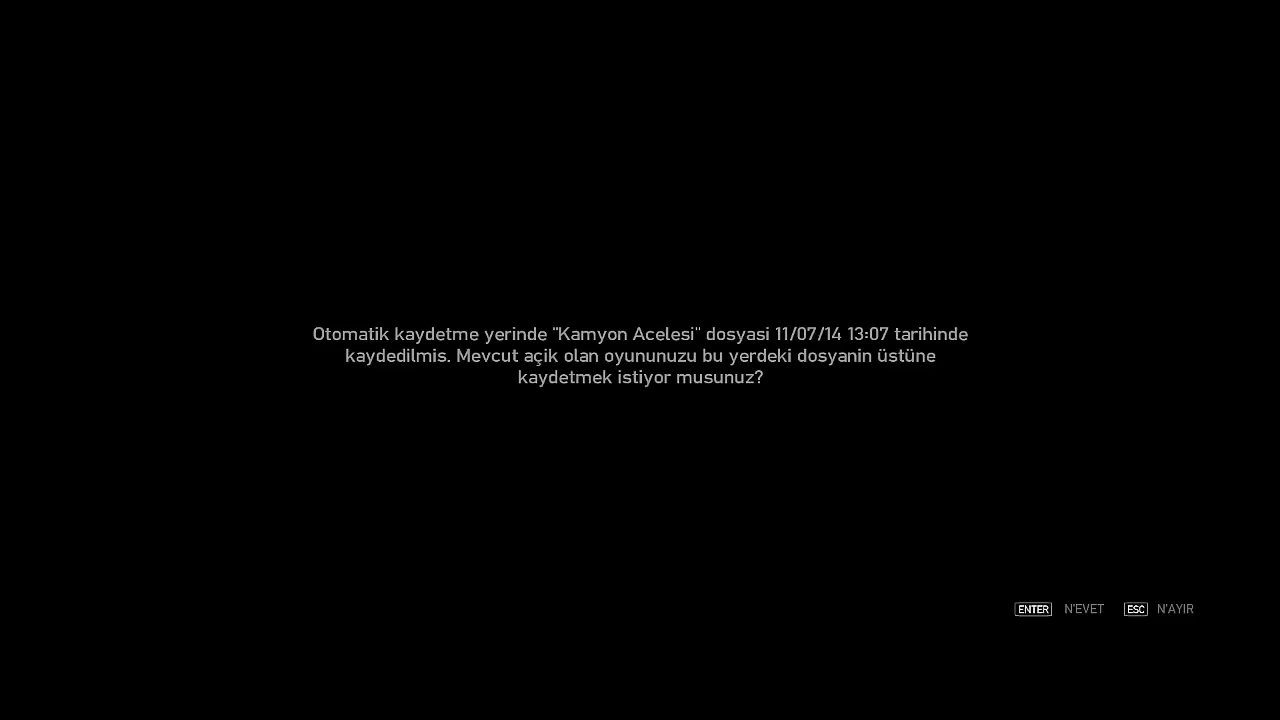 Otomatik kaydetme yerinde "Kamyon Acelesi" dosyasi 11/07/14 13:07 tarihinde
kaydedilmis. Mevcut açik olan oyununuzu bu yerdeki dosyanin üstüne
kaydetmek istiyor musunuz?
ENTER N'EVET ESC N'AYIR